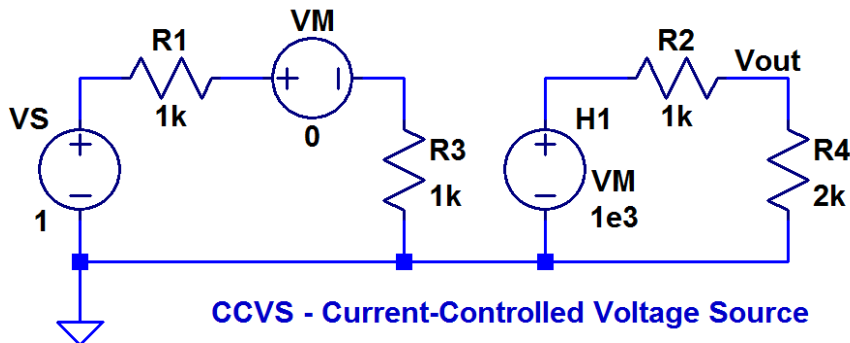 VM
R1
+ −
1k
0
VS
+
−
1
R3
1k
R2
Vout
1k
H1
+
−
VM
1e3
R4
2k
CCVS - Current-Controlled Voltage Source